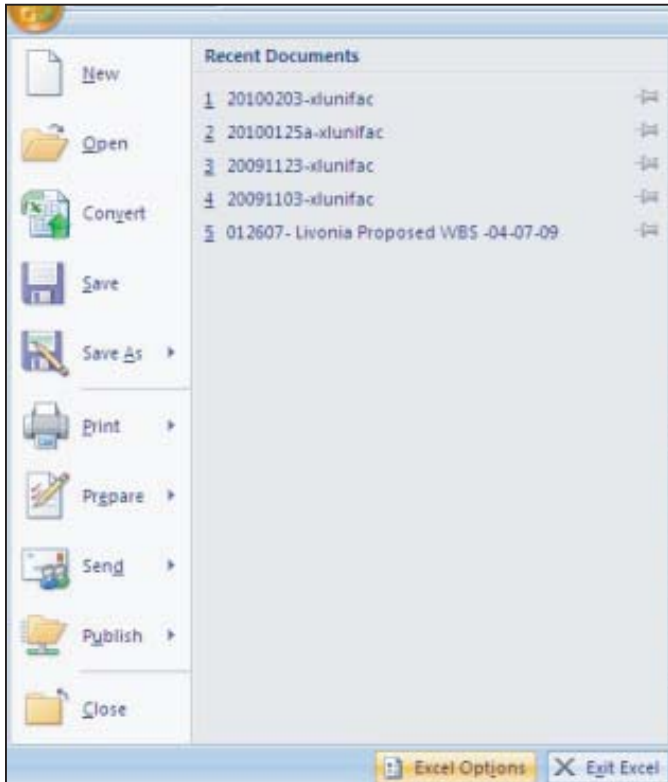 New
Open
Convert
Save
Save As
Print
Prepare
Send
Publish
Close
Recent Documents
1 20100203-xlunifac
2 20100125a-xlunifac
3 20091123-xlunifac
4 20091103-xlunifac
5 012607- Livonia Proposed WBS -04-07-09
Excel Options
Exit Excel